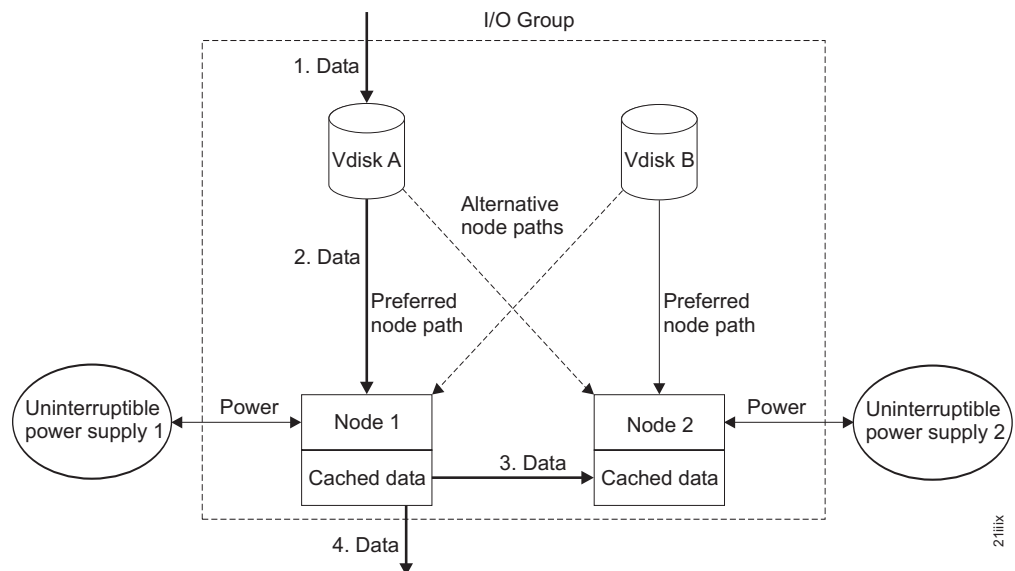 I/O Group
1. Data
Vdisk A
Vdisk B
Alternative
node paths
2. Data
Preferred
node path
Preferred
node path
Uninterruptible
power supply 1
Power
Node 1
Node 2
Power
Uninterruptible
power supply 2
Cached data
3. Data
Cached data
4. Data
21iiix